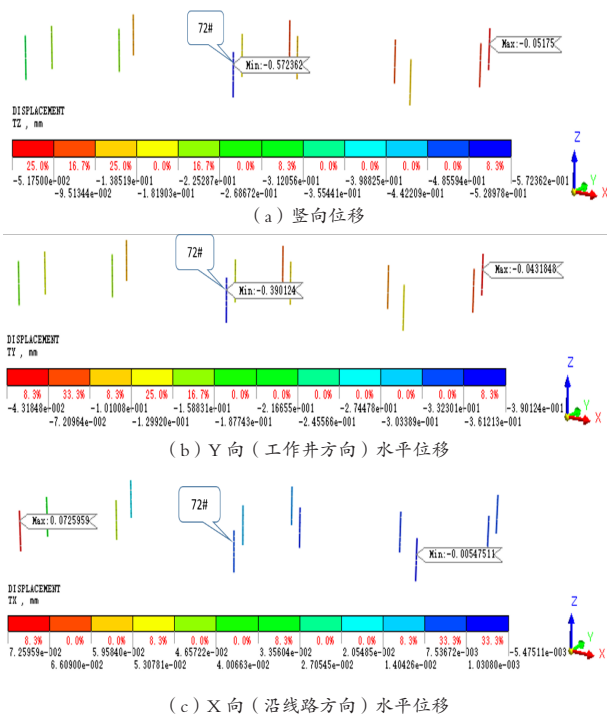 72#
Min:-0.572362
Max:-0.05175
DISPLACEMENT
TZ , mm
25.0% 16.7% 25.0% 0.0% 16.7% 0.0% 8.3% 0.0% 0.0% 0.0% 0.0% 8.3%
-5.17500e-002 -1.38519e-001 -2.25287e-001 -3.12056e-001 -3.98825e-001 -4.85594e-001 -5.72362e-001
-9.51344e-002 -1.81903e-001 -2.68672e-001 -3.55441e-001 -4.42209e-001 -5.28978e-001
Z
Y
X
（a）竖向位移
72#
Min:-0.390124
Max:-0.0431848
DISPLACEMENT
TY , mm
8.3% 33.3% 8.3% 25.0% 16.7% 0.0% 0.0% 0.0% 0.0% 0.0% 0.0% 8.3%
-4.31848e-002 -1.01008e-001 -1.58831e-001 -2.16655e-001 -2.74478e-001 -3.32301e-001 -3.90124e-001
-7.20964e-002 -1.29920e-001 -1.87743e-001 -2.45566e-001 -3.03389e-001 -3.61213e-001
Z
Y
X
（b）Y 向（工作井方向）水平位移
Max:0.0725959
72#
Min:-0.00547511
DISPLACEMENT
TX , mm
8.3% 0.0% 0.0% 8.3% 0.0% 0.0% 8.3% 0.0% 0.0% 8.3% 33.3% 33.3%
7.25959e-002 5.95840e-002 4.65722e-002 3.35604e-002 2.05485e-002 7.53672e-003 -5.47511e-003
6.60900e-002 5.30781e-002 4.00663e-002 2.70545e-002 1.40426e-002 1.03080e-003
Z
Y
X
（c）X 向（沿线路方向）水平位移